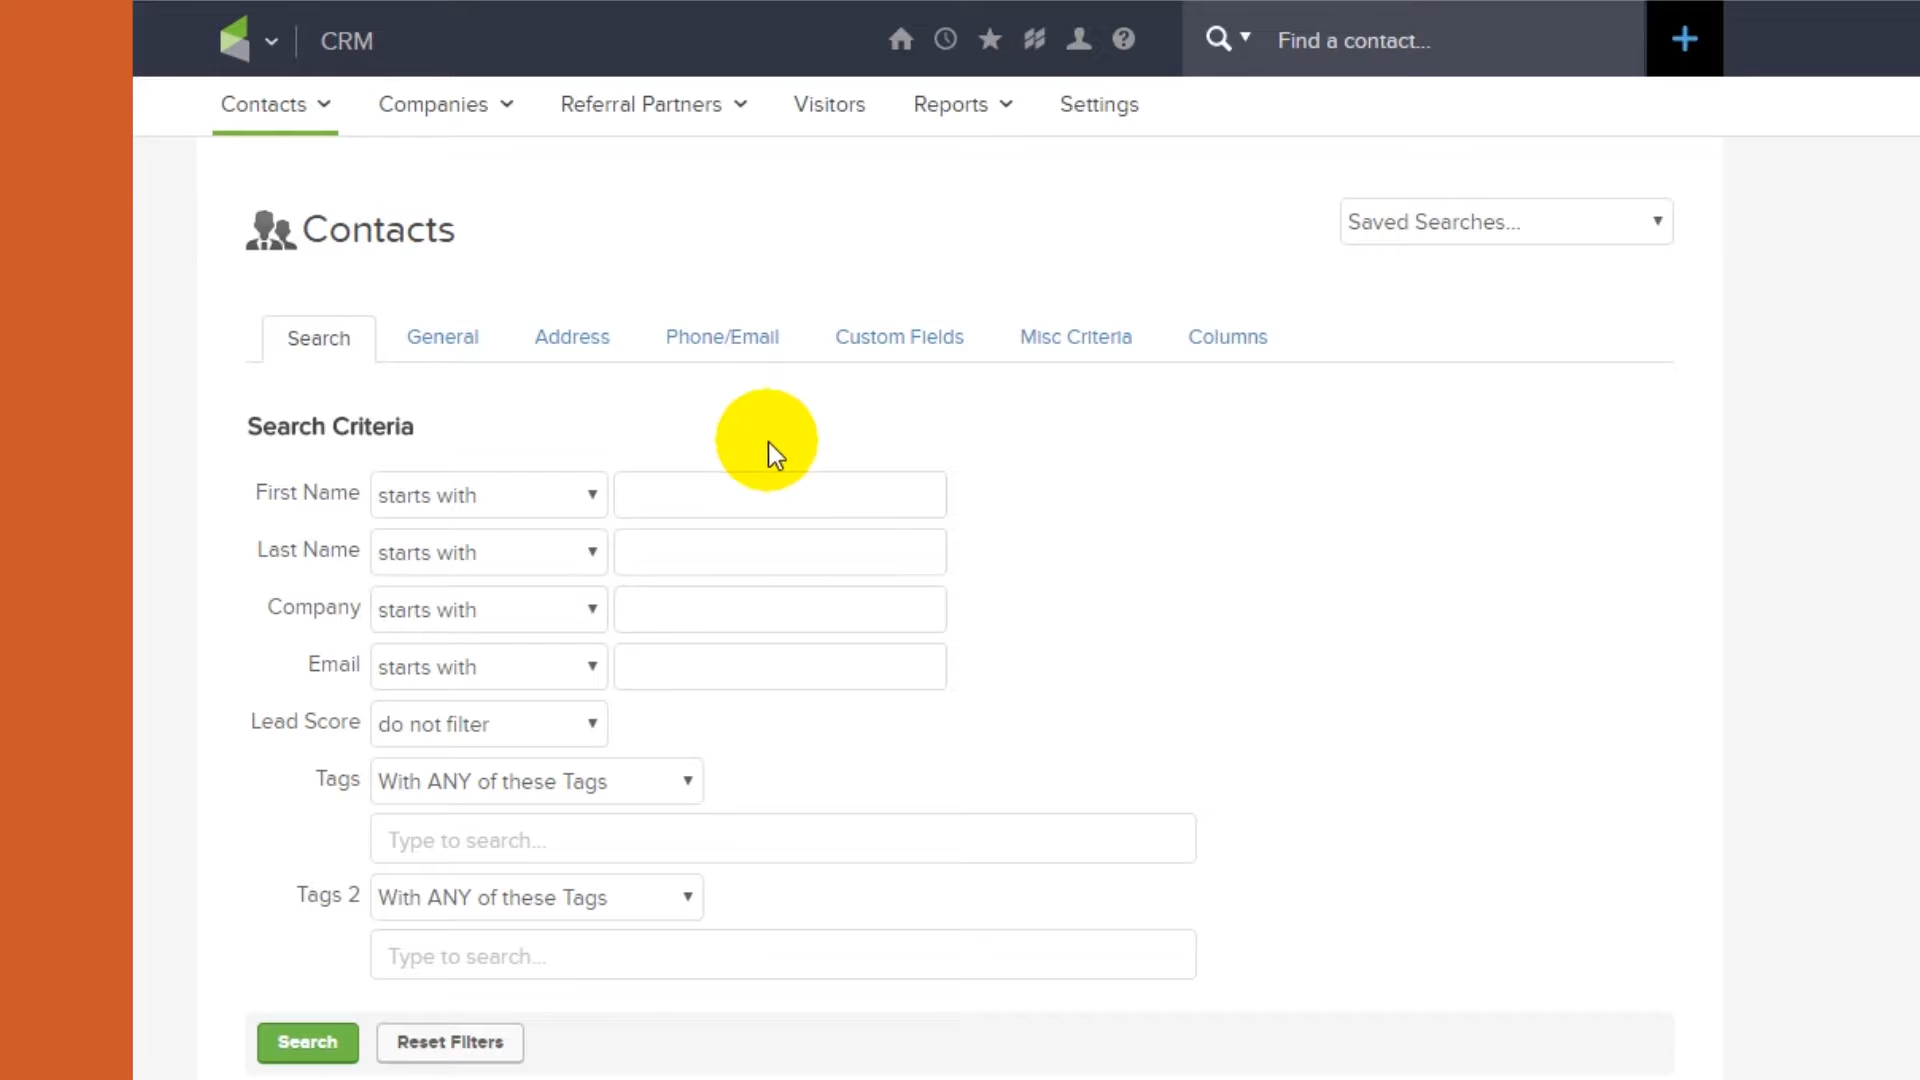 CRM
Find a contact...
Contacts Companies Referral Partners Visitors Reports Settings
Contacts
Saved Searches...
Search General Address Phone/Email Custom Fields Misc Criteria Columns
Search Criteria
First Name starts with
Last Name starts with
Company starts with
Email starts with
Lead Score do not filter
Tags With ANY of these Tags
Type to search...
Tags 2 With ANY of these Tags
Type to search...
Search Reset Filters